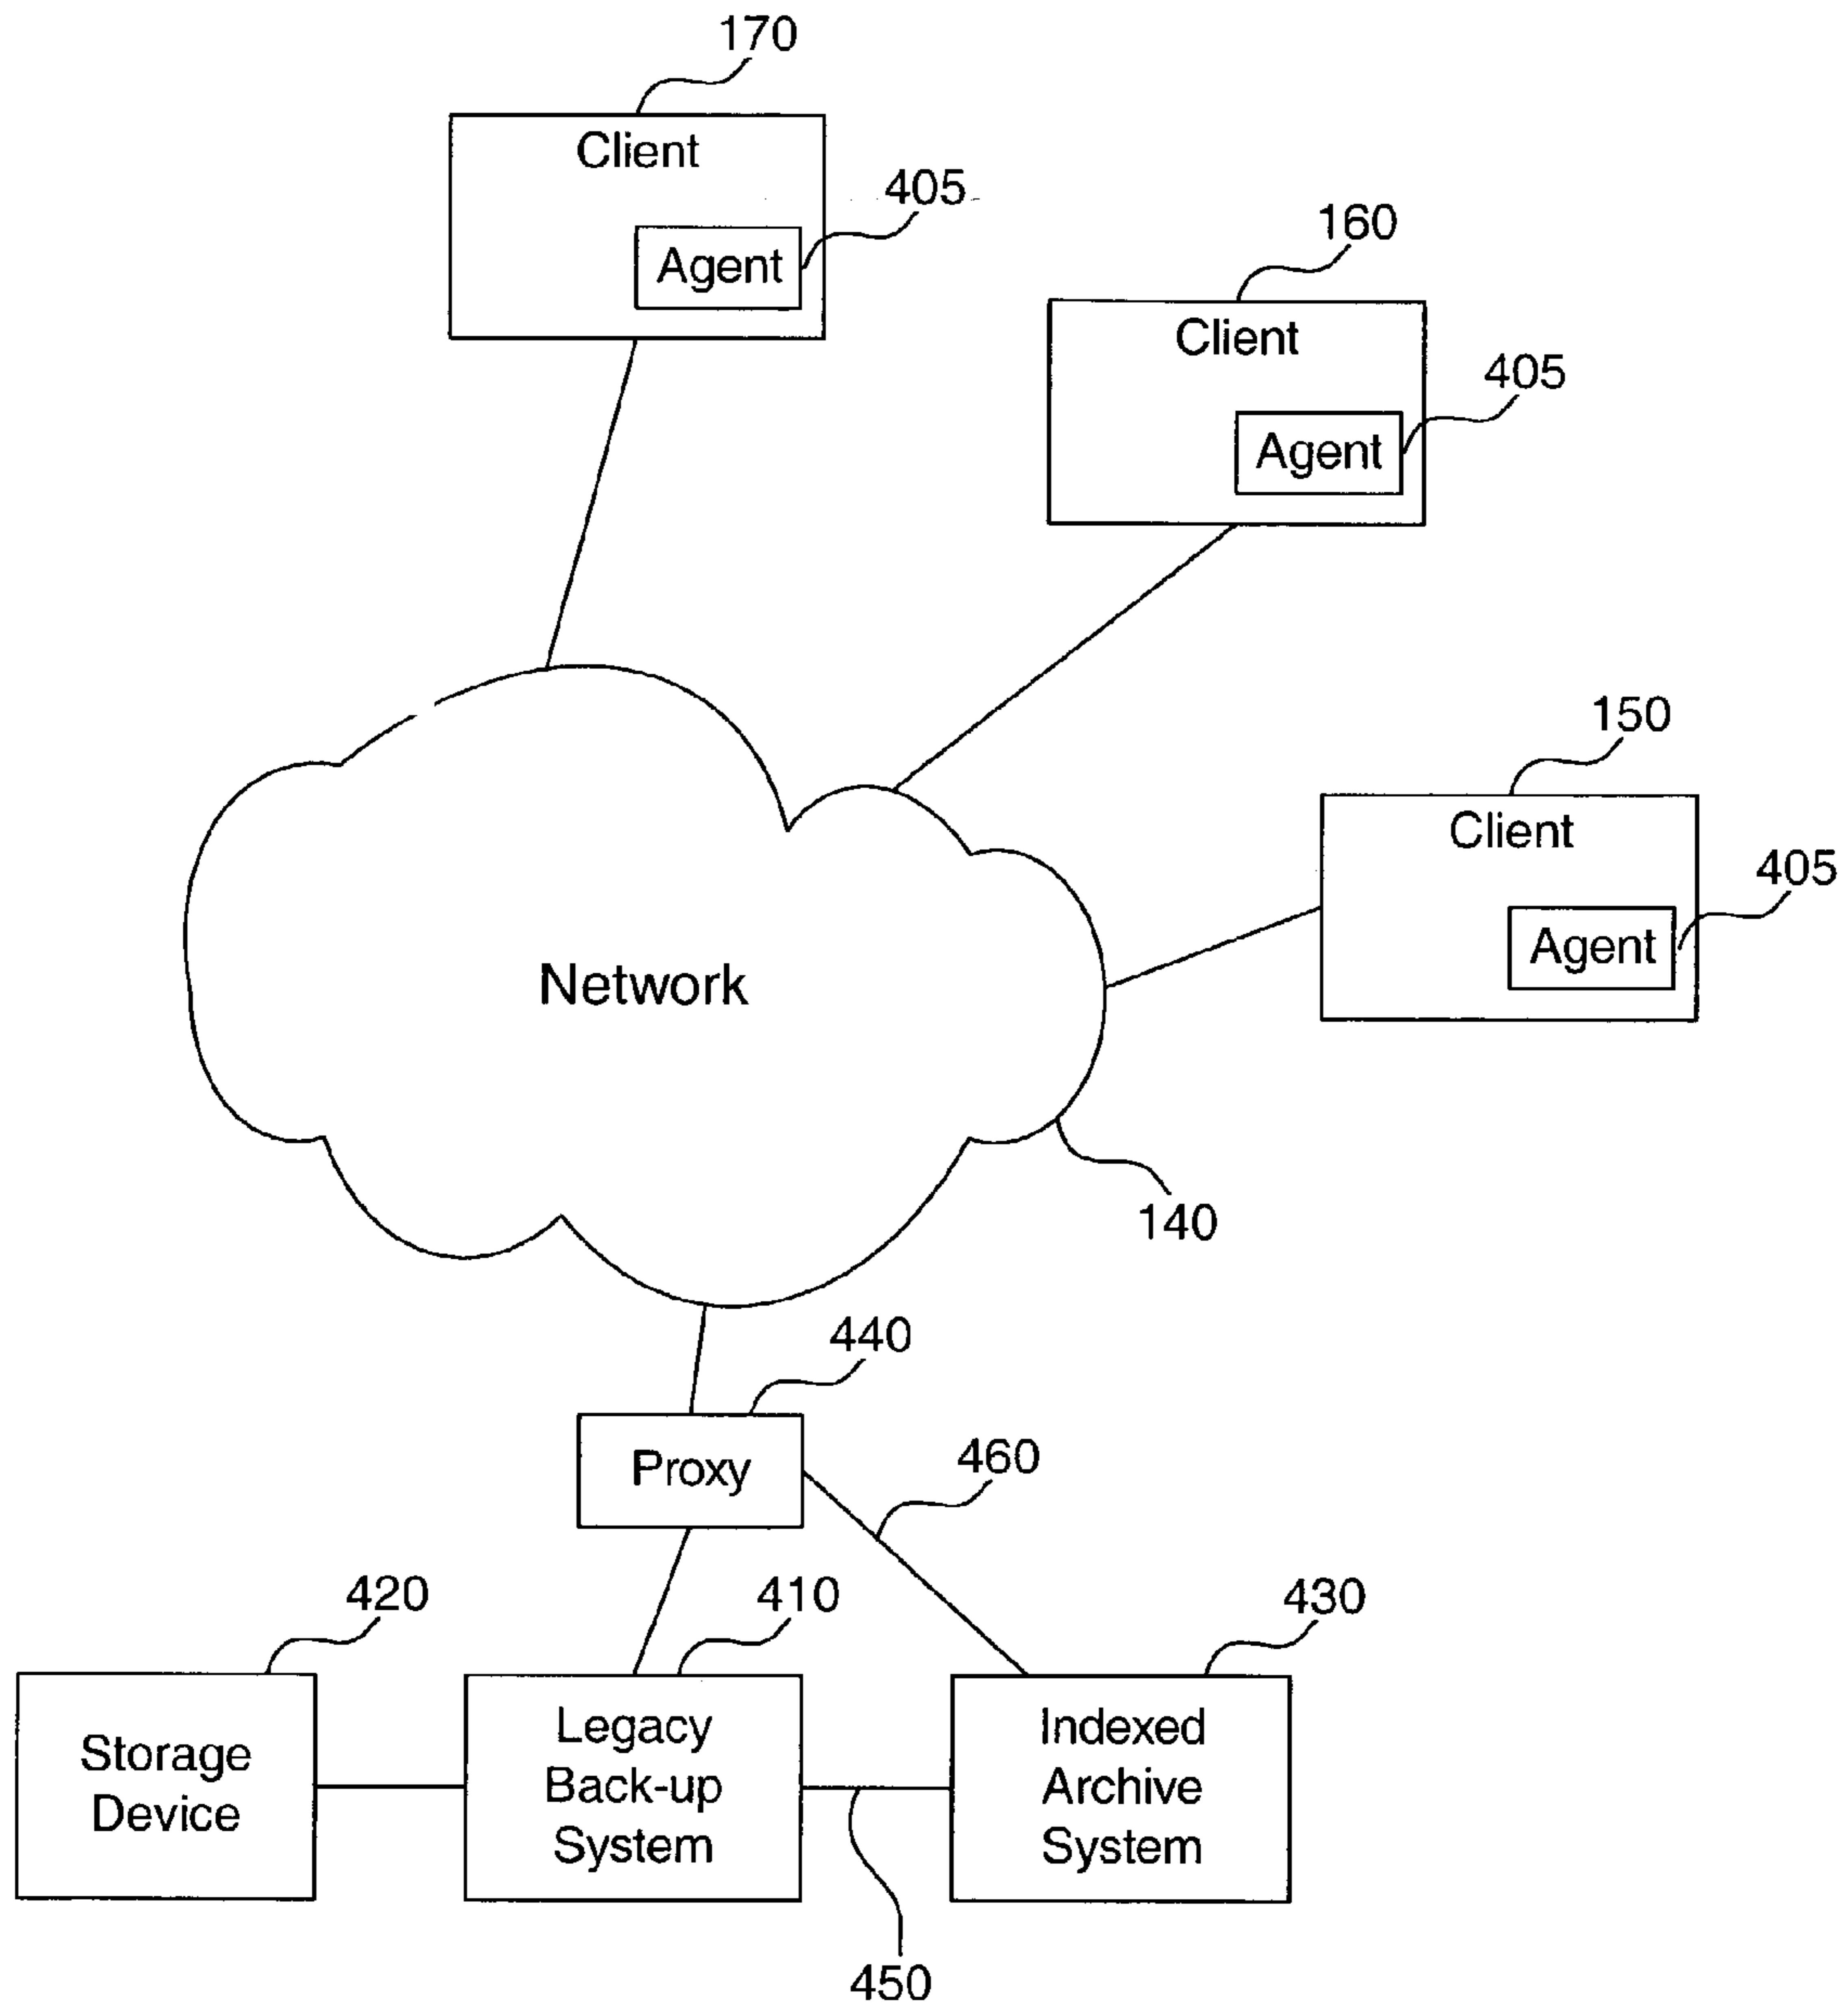 170
Client
405
Agent
160
Client
405
Agent
150
Client
405
Agent
Network
140
440
Proxy
460
420
410
430
Storage
Device
Legacy
Back-up
System
Indexed
Archive
System
450